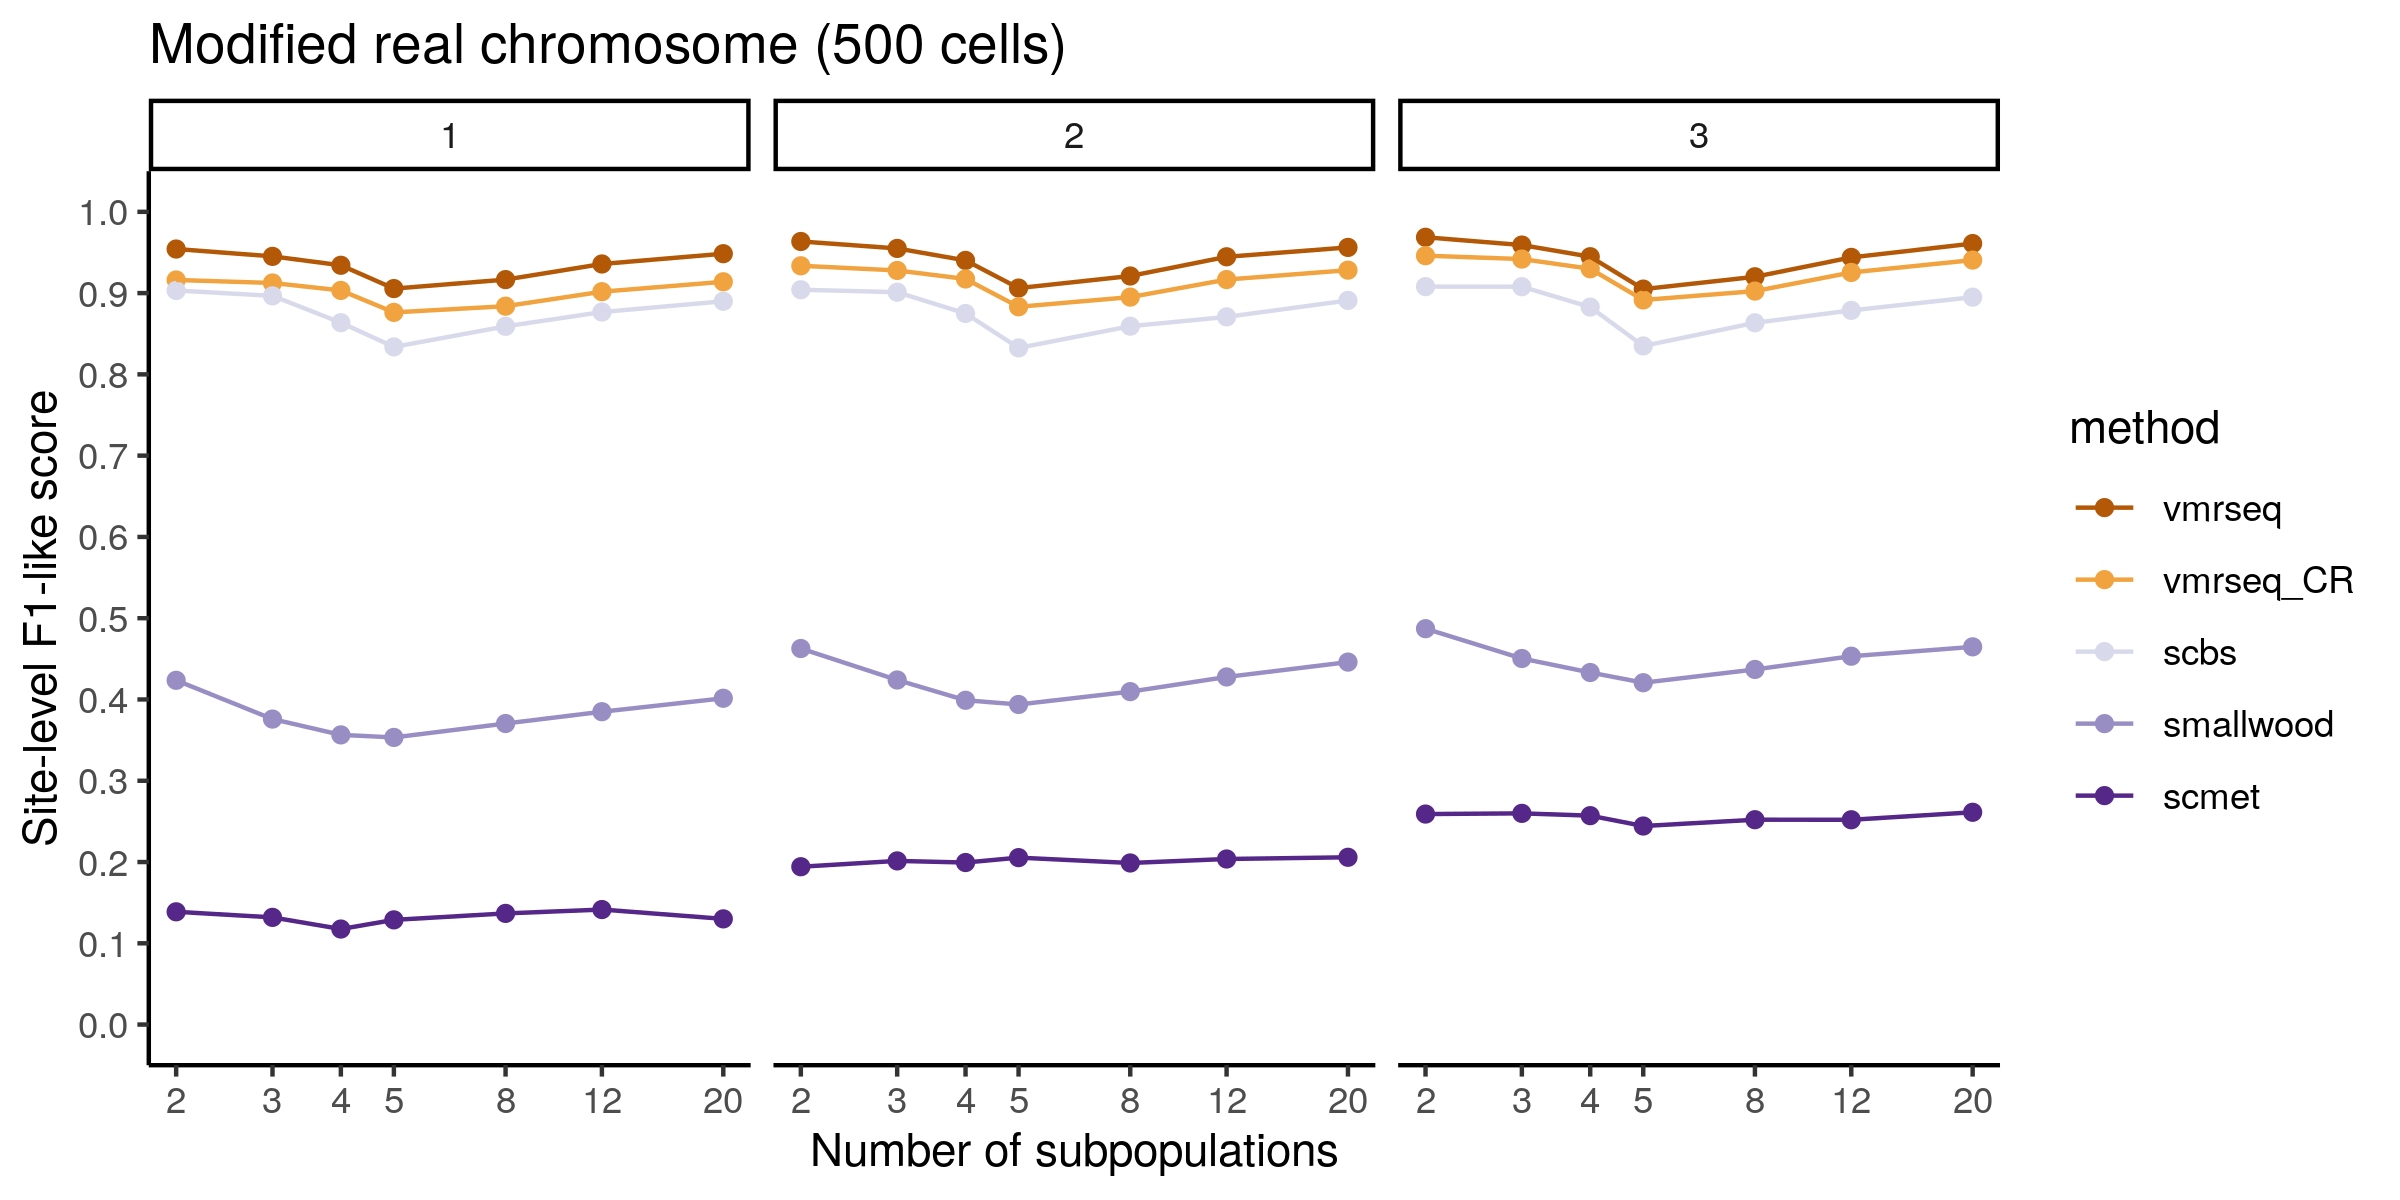 Modified real chromosome (500 cells)
1 2 3
1.0
0.9
0.8
0.7
0.6
0.5
0.4
0.3
0.2
0.1
0.0
Site-level F1-like score
2 3 4 5 8 12 20 2 3 4 5 8 12 20 2 3 4 5 8 12 20
Number of subpopulations
method
vmrseq
vmrseq_CR
scbs
smallwood
scmet